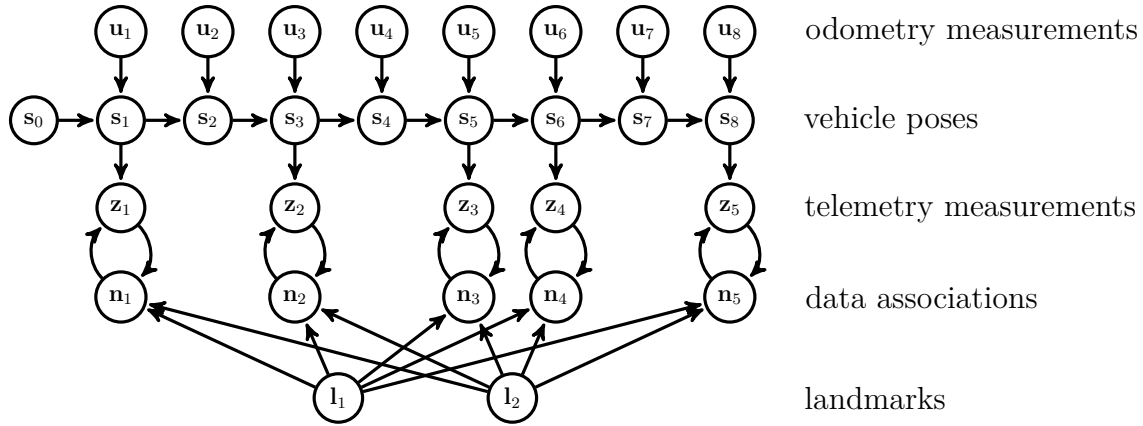 u₁ u₂ u₃ u₄ u₅ u₆ u₇ u₈ odometry measurements
s₀ s₁ s₂ s₃ s₄ s₅ s₆ s₇ s₈ vehicle poses
z₁ z₂ z₃ z₄ z₅ telemetry measurements
n₁ n₂ n₃ n₄ n₅ data associations
l₁ l₂ landmarks